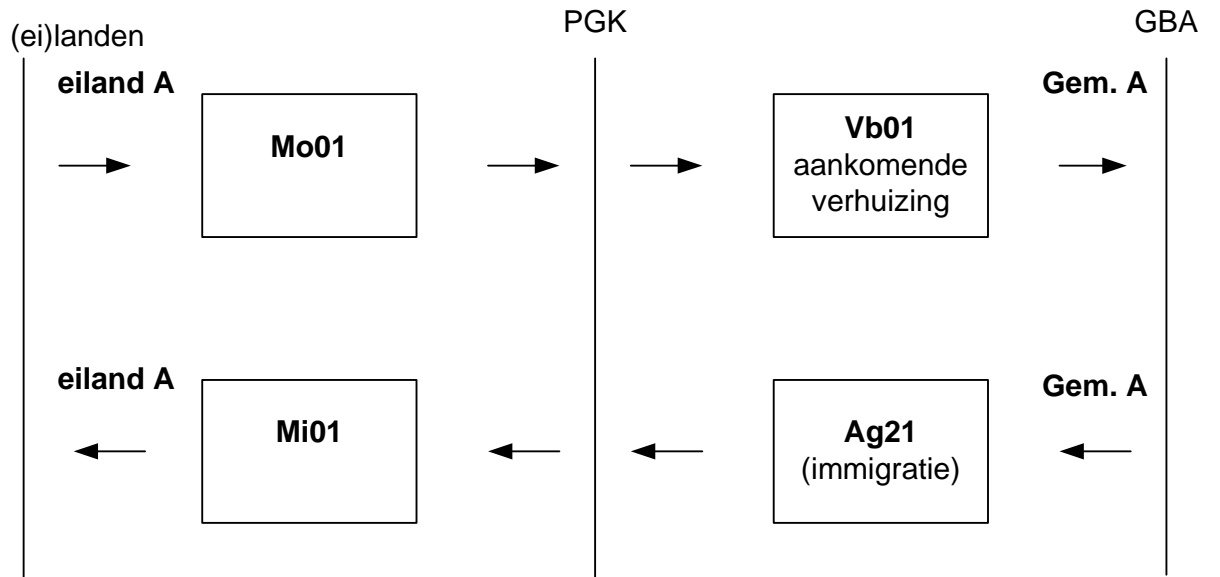 (ei)landen
PGK
GBA
eiland A
Gem. A
Mo01
Vb01
aankomende
verhuizing
eiland A
Gem. A
Mi01
Ag21
(immigratie)